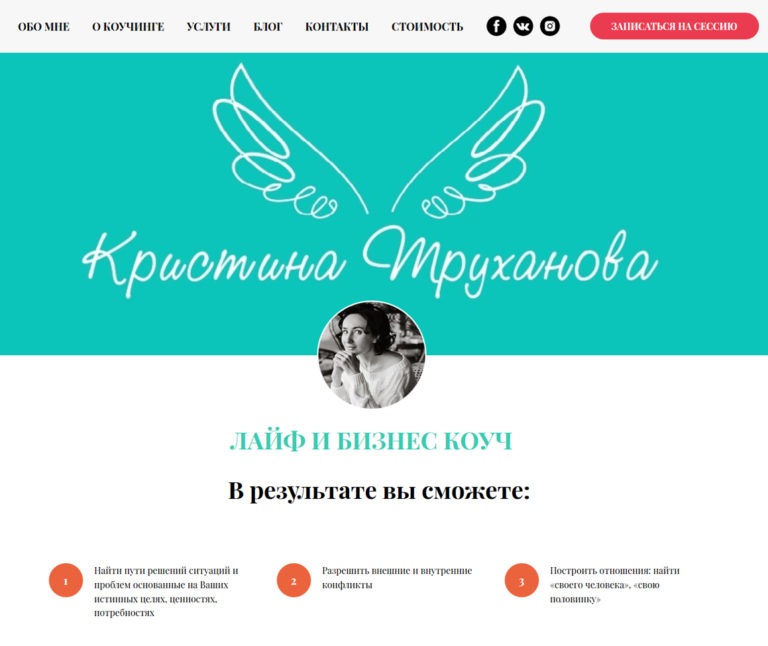 ОБО МНЕ О КОУЧИНГЕ УСЛУГИ БЛОГ КОНТАКТЫ СТОИМОСТЬ ЗАПИСАТЬСЯ НА СЕССИЮ
Кристина Труханова
ЛАЙФ И БИЗНЕС КОУЧ
В результате вы сможете:
1
Найти пути решений ситуаций и
проблем основанные на Ваших
истинных целях, ценностях,
потребностях
2
Разрешить внешние и внутренние
конфликты
3
Построить отношения: найти
«своего человека», «свою
половинку»